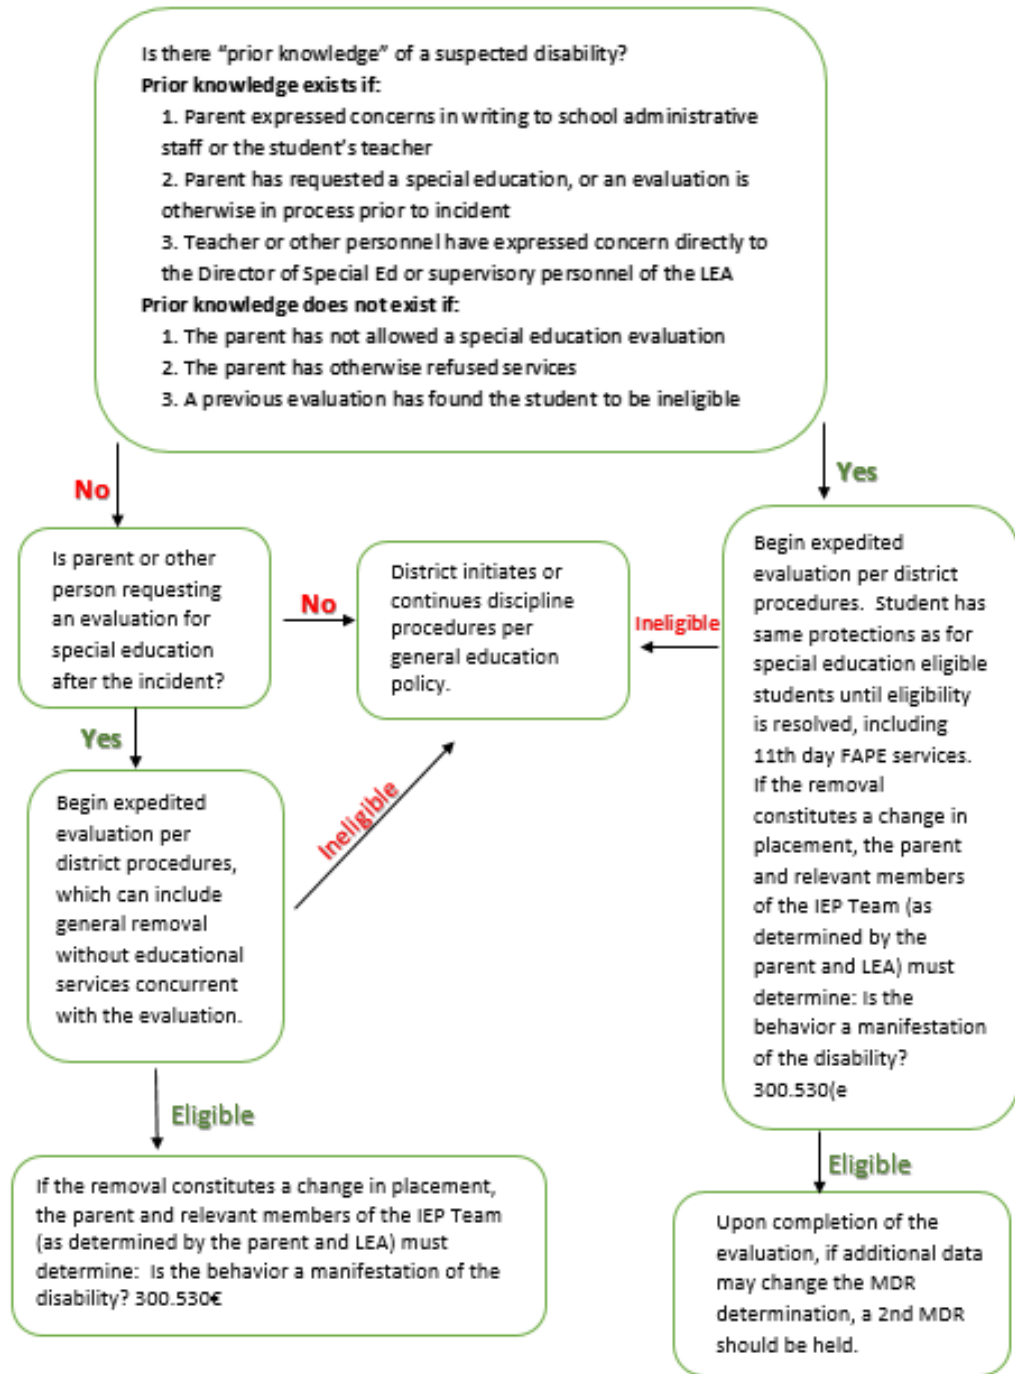 Is there “prior knowledge” of a suspected disability?
Prior knowledge exists if:
1. Parent expressed concerns in writing to school administrative
staff or the student’s teacher
2. Parent has requested a special education, or an evaluation is
otherwise in process prior to incident
3. Teacher or other personnel have expressed concern directly to
the Director of Special Ed or supervisory personnel of the LEA
Prior knowledge does not exist if:
1. The parent has not allowed a special education evaluation
2. The parent has otherwise refused services
3. A previous evaluation has found the student to be ineligible
No
Yes
Is parent or other
person requesting
an evaluation for
special education
after the incident?
No
District initiates or
continues discipline
procedures per
general education
policy.
Ineligible
Begin expedited
evaluation per district
procedures. Student has
same protections as for
special education eligible
students until eligibility
is resolved, including
11th day FAPE services.
If the removal
constitutes a change in
placement, the parent
and relevant members
of the IEP Team (as
determined by the
parent and LEA) must
determine: Is the
behavior a manifestation
of the disability?
300.530(e
Yes
Begin expedited
evaluation per
district procedures,
which can include
general removal
without educational
services concurrent
with the evaluation.
Ineligible
Eligible
If the removal constitutes a change in placement,
the parent and relevant members of the IEP Team
(as determined by the parent and LEA) must
determine: Is the behavior a manifestation of the
disability? 300.530€
Eligible
Upon completion of the
evaluation, if additional data
may change the MDR
determination, a 2nd MDR
should be held.